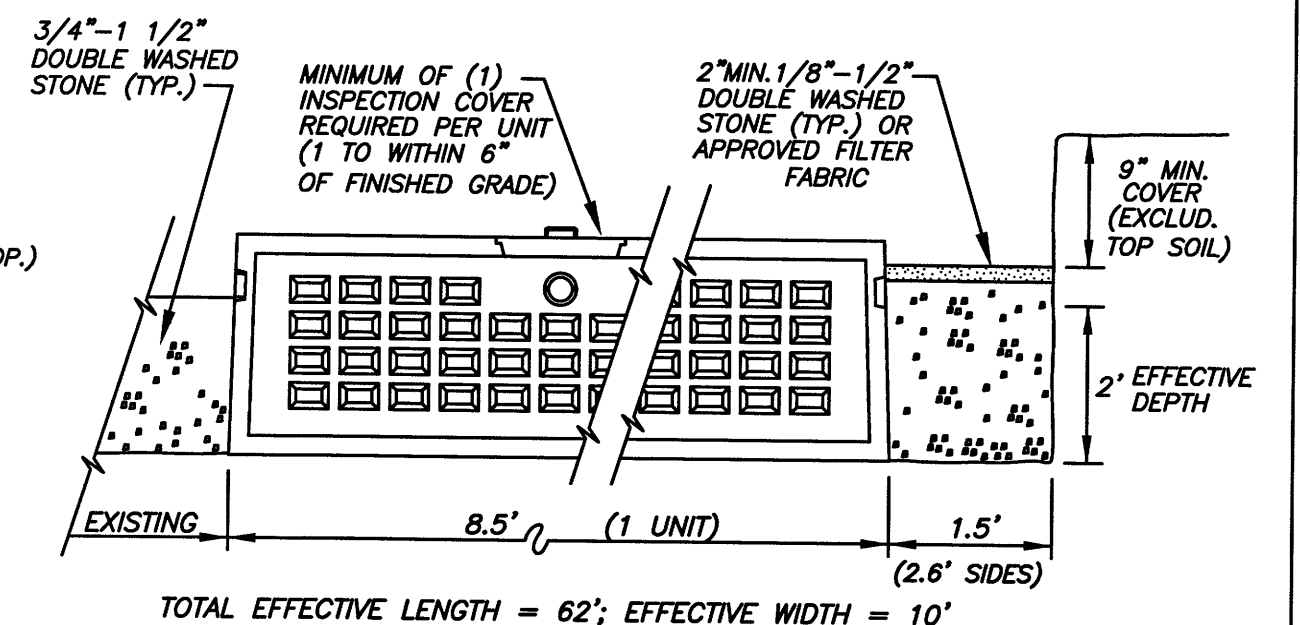 3/4"-1 1/2"
DOUBLE WASHED
STONE (TYP.)
MINIMUM OF (1)
INSPECTION COVER
REQUIRED PER UNIT
(1 TO WITHIN 6"
OF FINISHED GRADE)
2"MIN.1/8"-1/2"
DOUBLE WASHED
STONE (TYP.) OR
APPROVED FILTER
FABRIC
9" MIN.
COVER
(EXCLUD.
TOP SOIL)
2' EFFECTIVE
DEPTH
EXISTING
8.5' (1 UNIT)
1.5'
(2.6' SIDES)
TOTAL EFFECTIVE LENGTH = 62'; EFFECTIVE WIDTH = 10'